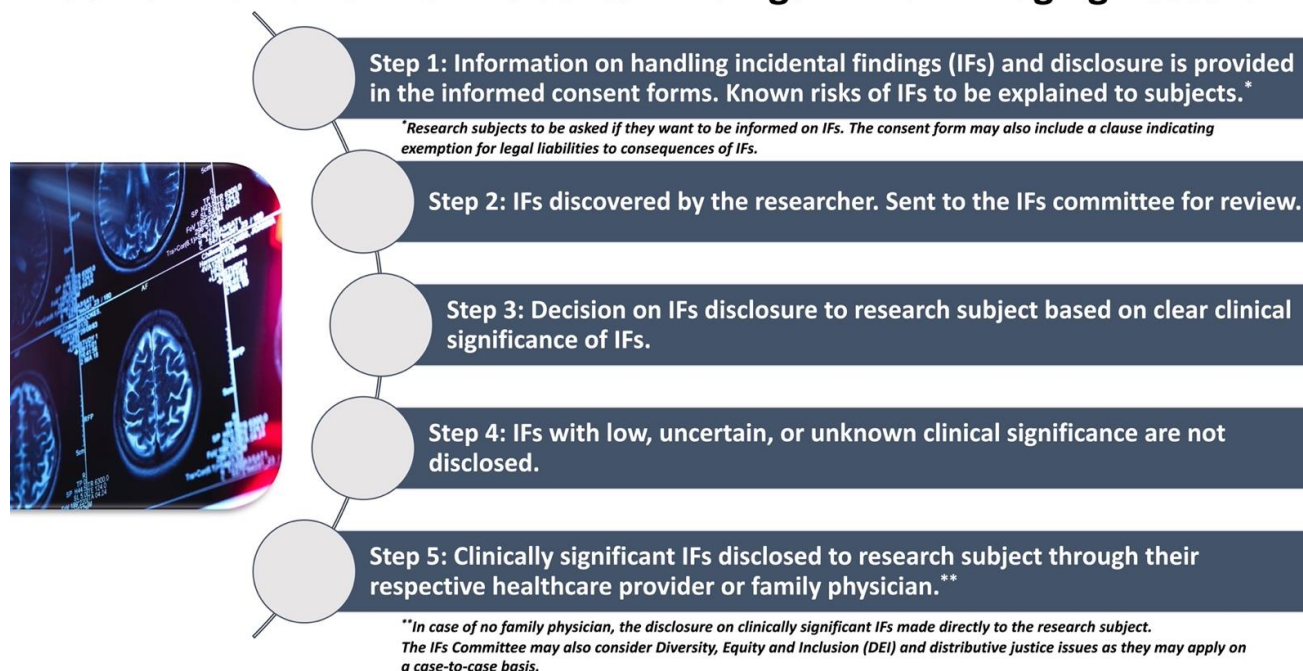 Step 1: Information on handling incidental findings (IFs) and disclosure is provided
in the informed consent forms. Known risks of IFs to be explained to subjects.*
*Research subjects to be asked if they want to be informed on IFs. The consent form may also include a clause indicating
exemption for legal liabilities to consequences of IFs.
Step 2: IFs discovered by the researcher. Sent to the IFs committee for review.
Step 3: Decision on IFs disclosure to research subject based on clear clinical
significance of IFs.
Step 4: IFs with low, uncertain, or unknown clinical significance are not
disclosed.
Step 5: Clinically significant IFs disclosed to research subject through their
respective healthcare provider or family physician.**
**In case of no family physician, the disclosure on clinically significant IFs made directly to the research subject.
The IFs Committee may also consider Diversity, Equity and Inclusion (DEI) and distributive justice issues as they may apply on
a case-to-case basis.